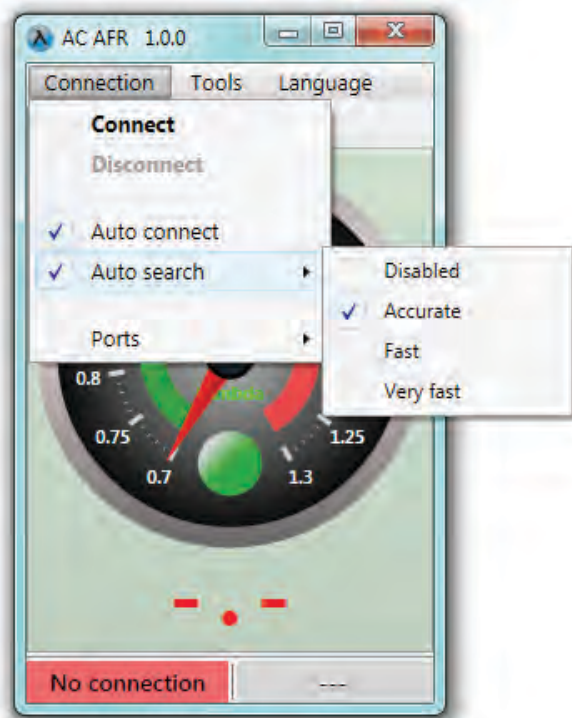 AC AFR 1.0.0
Connection Tools Language
Connect
Disconnect
Auto connect
Auto search
Ports
Disabled
Accurate
Fast
Very fast
0.8
0.75
0.7
1.25
1.3
-.-
No connection
---